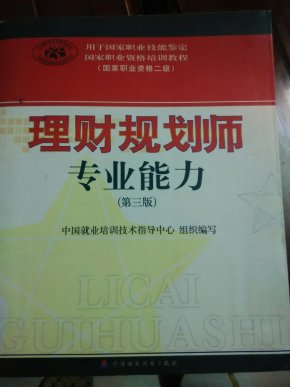 用于国家职业技能鉴定
国家职业资格培训教程
（国家职业资格二级）
理财规划师
专业能力
（第三版）
中国就业培训技术指导中心 组织编写
LICAI
GUIHUASHI